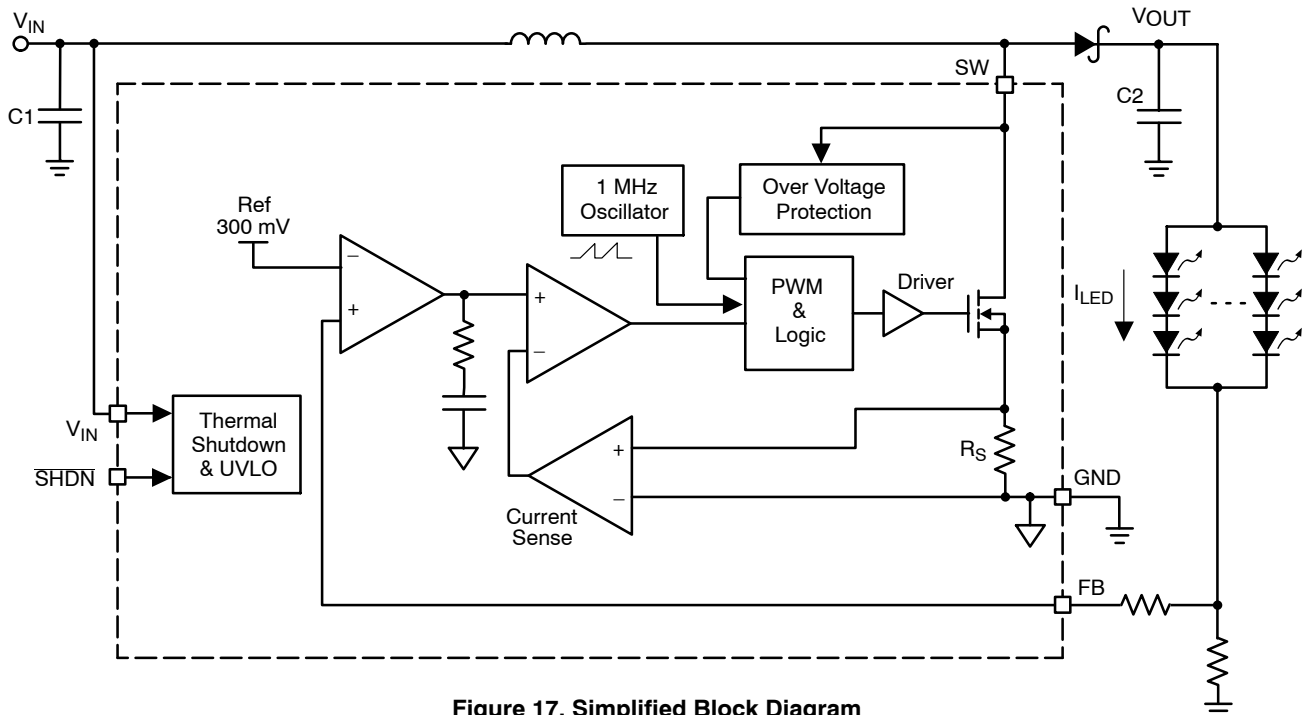 VIN
VOUT
SW
C1
C2
Ref
300 mV
1 MHz
Oscillator
Over Voltage
Protection
–
+
+
–
PWM
&
Logic
Driver
ILED
VIN
Thermal
Shutdown
& UVLO
SHDN
+
–
RS
GND
Current
Sense
FB
Figure 17. Simplified Block Diagram